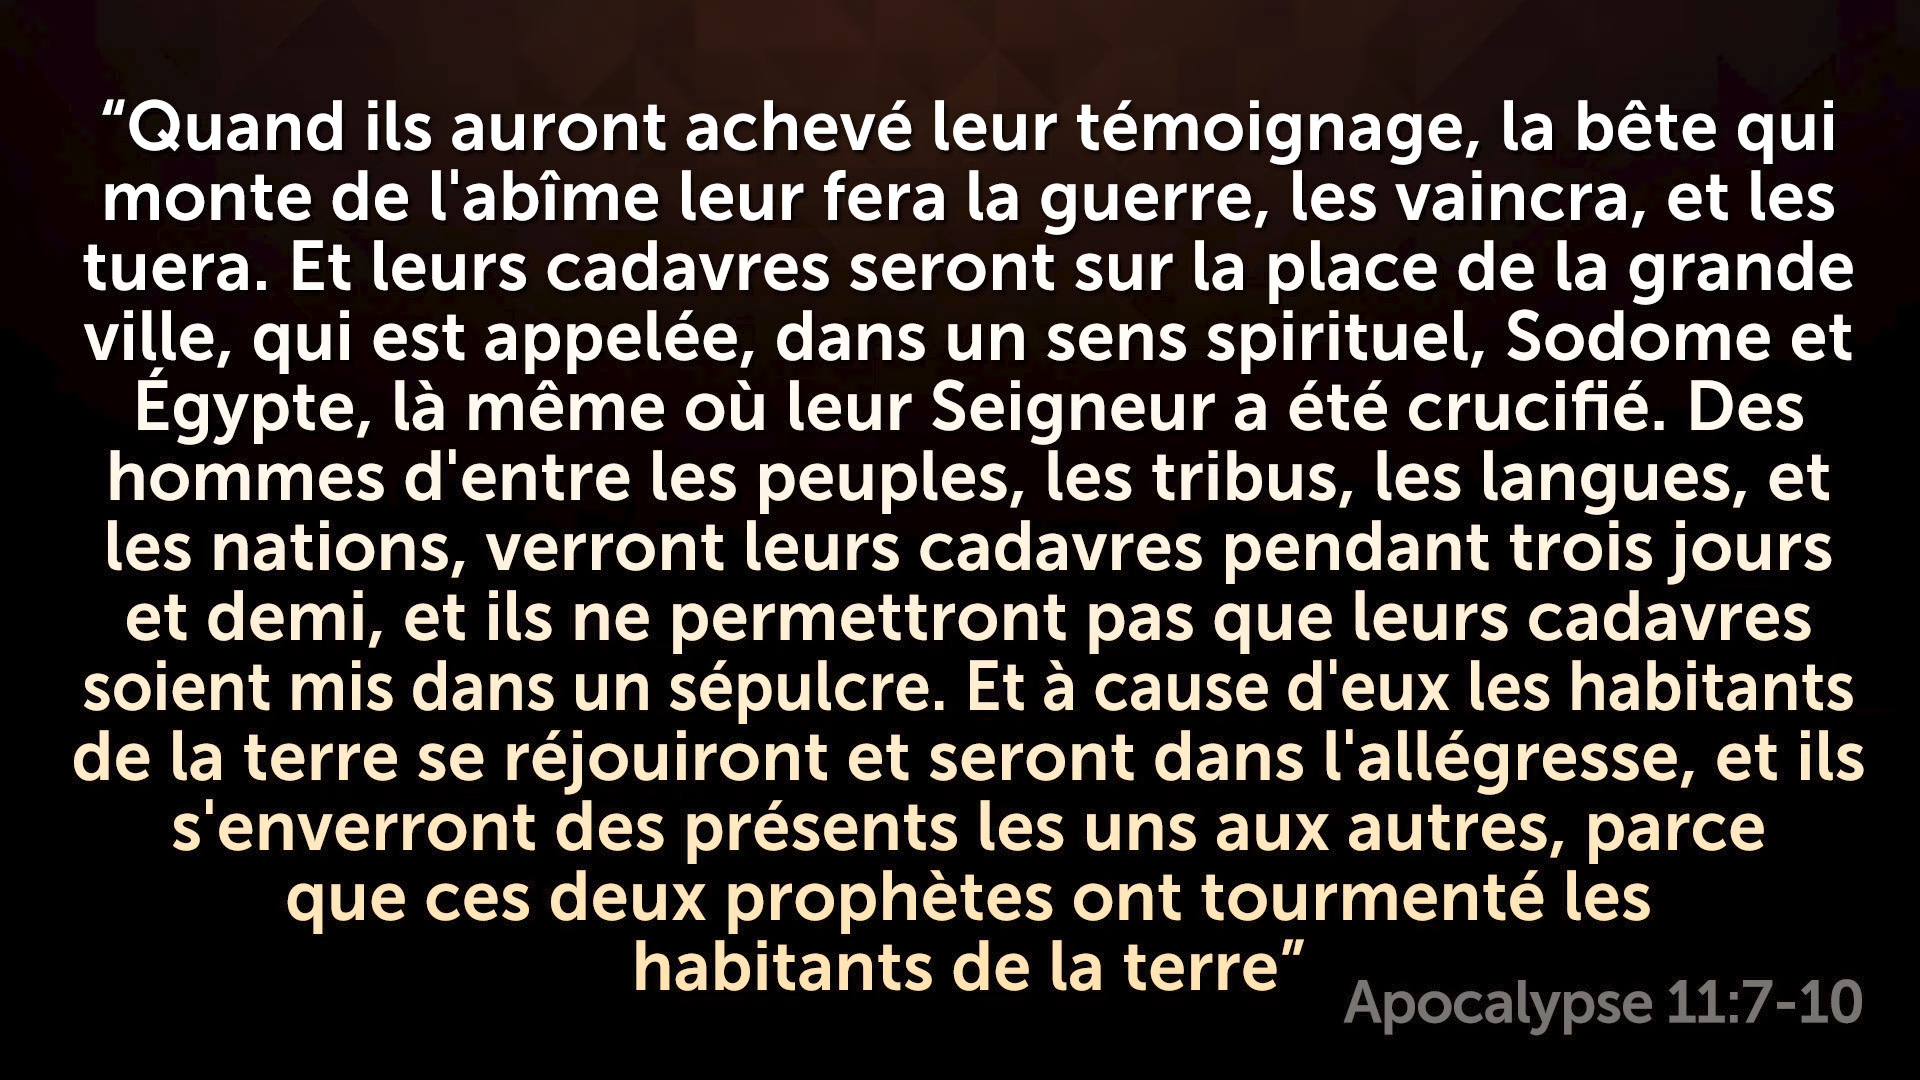 “Quand ils auront achevé leur témoignage, la bête qui
monte de l'abîme leur fera la guerre, les vaincra, et les
tuera. Et leurs cadavres seront sur la place de la grande
ville, qui est appelée, dans un sens spirituel, Sodome et
Égypte, là même où leur Seigneur a été crucifié. Des
hommes d'entre les peuples, les tribus, les langues, et
les nations, verront leurs cadavres pendant trois jours
et demi, et ils ne permettront pas que leurs cadavres
soient mis dans un sépulcre. Et à cause d'eux les habitants
de la terre se réjouiront et seront dans l'allégresse, et ils
s'enverront des présents les uns aux autres, parce
que ces deux prophètes ont tourmenté les
habitants de la terre”
Apocalypse 11:7-10